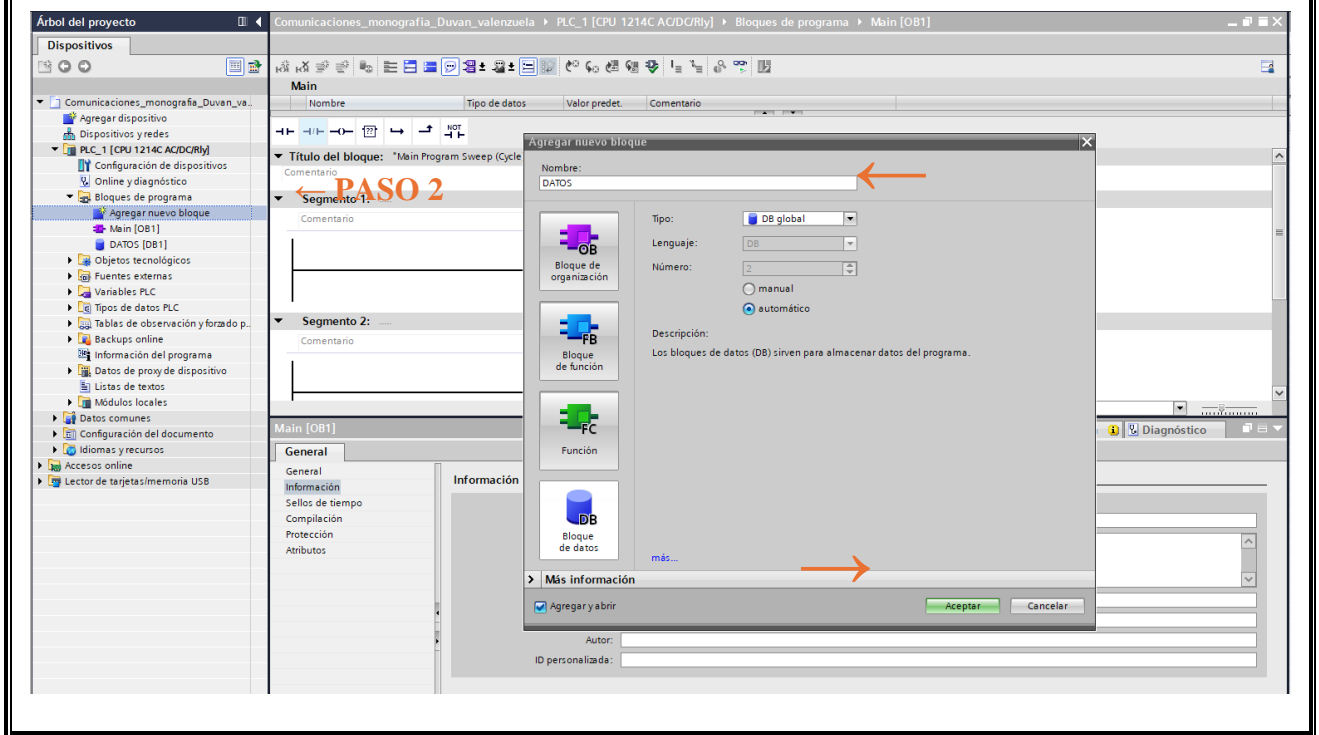 Árbol del proyecto
Comunicaciones_monografia_Duvan_valenzuela ▸ PLC_1 [CPU 1214C AC/DC/Rly] ▸ Bloques de programa ▸ Main [OB1]
Dispositivos
Comunicaciones_monografia_Duvan_va..
Agregar dispositivo
Dispositivos y redes
PLC_1 [CPU 1214C AC/DC/Rly]
Configuración de dispositivos
Online y diagnóstico
Bloques de programa
Agregar nuevo bloque
Main [OB1]
DATOS [DB1]
Objetos tecnológicos
Fuentes externas
Variables PLC
Tipos de datos PLC
Tablas de observación y forzado p..
Backups online
Información del programa
Datos de proxy de dispositivo
Listas de textos
Módulos locales
Datos comunes
Configuración del documento
Idiomas y recursos
Accesos online
Lector de tarjetas/memoria USB
Main
Nombre Tipo de datos Valor predet. Comentario
??
NOT
Título del bloque: "Main Program Sweep (Cycle
Comentario
← PASO 2
Segmento 1: .....
Comentario
Segmento 2: .....
Comentario
Agregar nuevo bloque
Nombre:
DATOS
←
OB
Bloque de
organización
FB
Bloque
de función
FC
Función
DB
Bloque
de datos
Tipo: DB global
Lenguaje: DB
Número: 2
manual
automático
Descripción:
Los bloques de datos (DB) sirven para almacenar datos del programa.
más...
→
Más información
Agregar y abrir
Aceptar Cancelar
Main [OB1]
Diagnóstico
General
General
Información
Sellos de tiempo
Compilación
Protección
Atributos
Información
Autor:
ID personalizada: